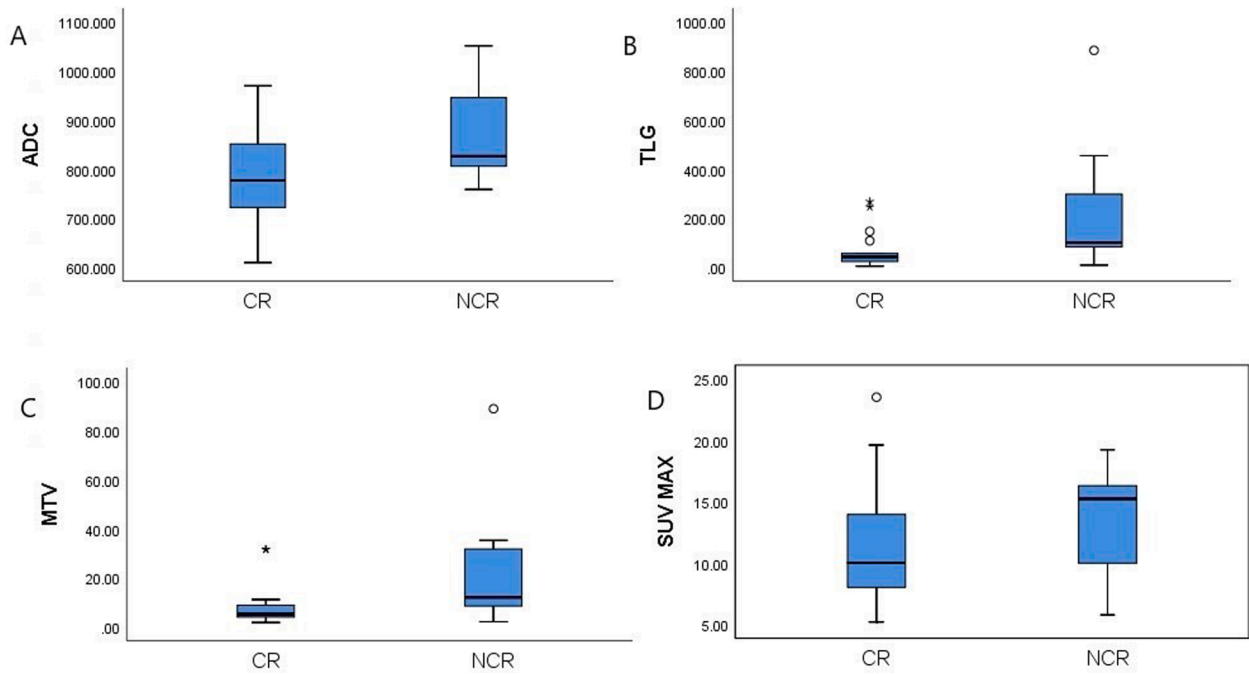 A
ADC
1100.000
1000.000
900.000
800.000
700.000
600.000
CR NCR
B
TLG
1000.00
800.00
600.00
400.00
200.00
.00
CR NCR
C
MTV
100.00
80.00
60.00
40.00
20.00
.00
CR NCR
D
SUV MAX
25.00
20.00
15.00
10.00
5.00
CR NCR